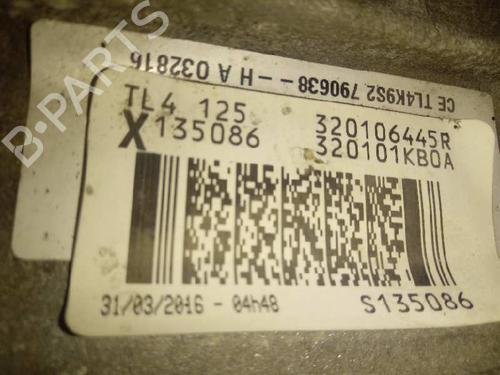 CE TL4K9S2 790638 -- H A 032816
TL4 125
X135086
320106445R
320101KB0A
31/03/2016 - 04h48
S135086
B-PARTS